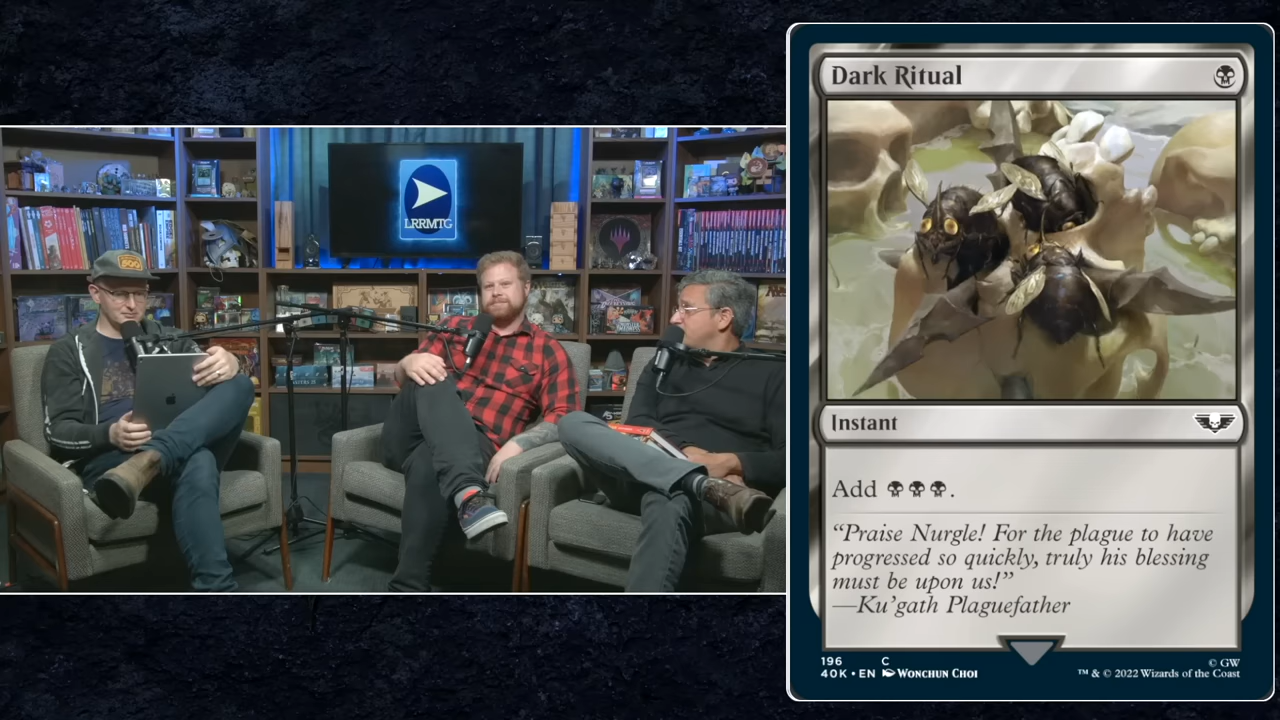 LRRMTG
Dark Ritual
Instant
Add
“Praise Nurgle! For the plague to have
progressed so quickly, truly his blessing
must be upon us!”
—Ku’gath Plaguefather
196 C
40K • EN Wonchun Choi
© GW
™ & © 2022 Wizards of the Coast